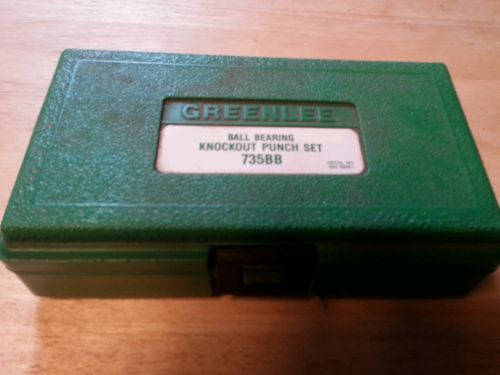 GREENLEE
BALL BEARING
KNOCKOUT PUNCH SET
735BB